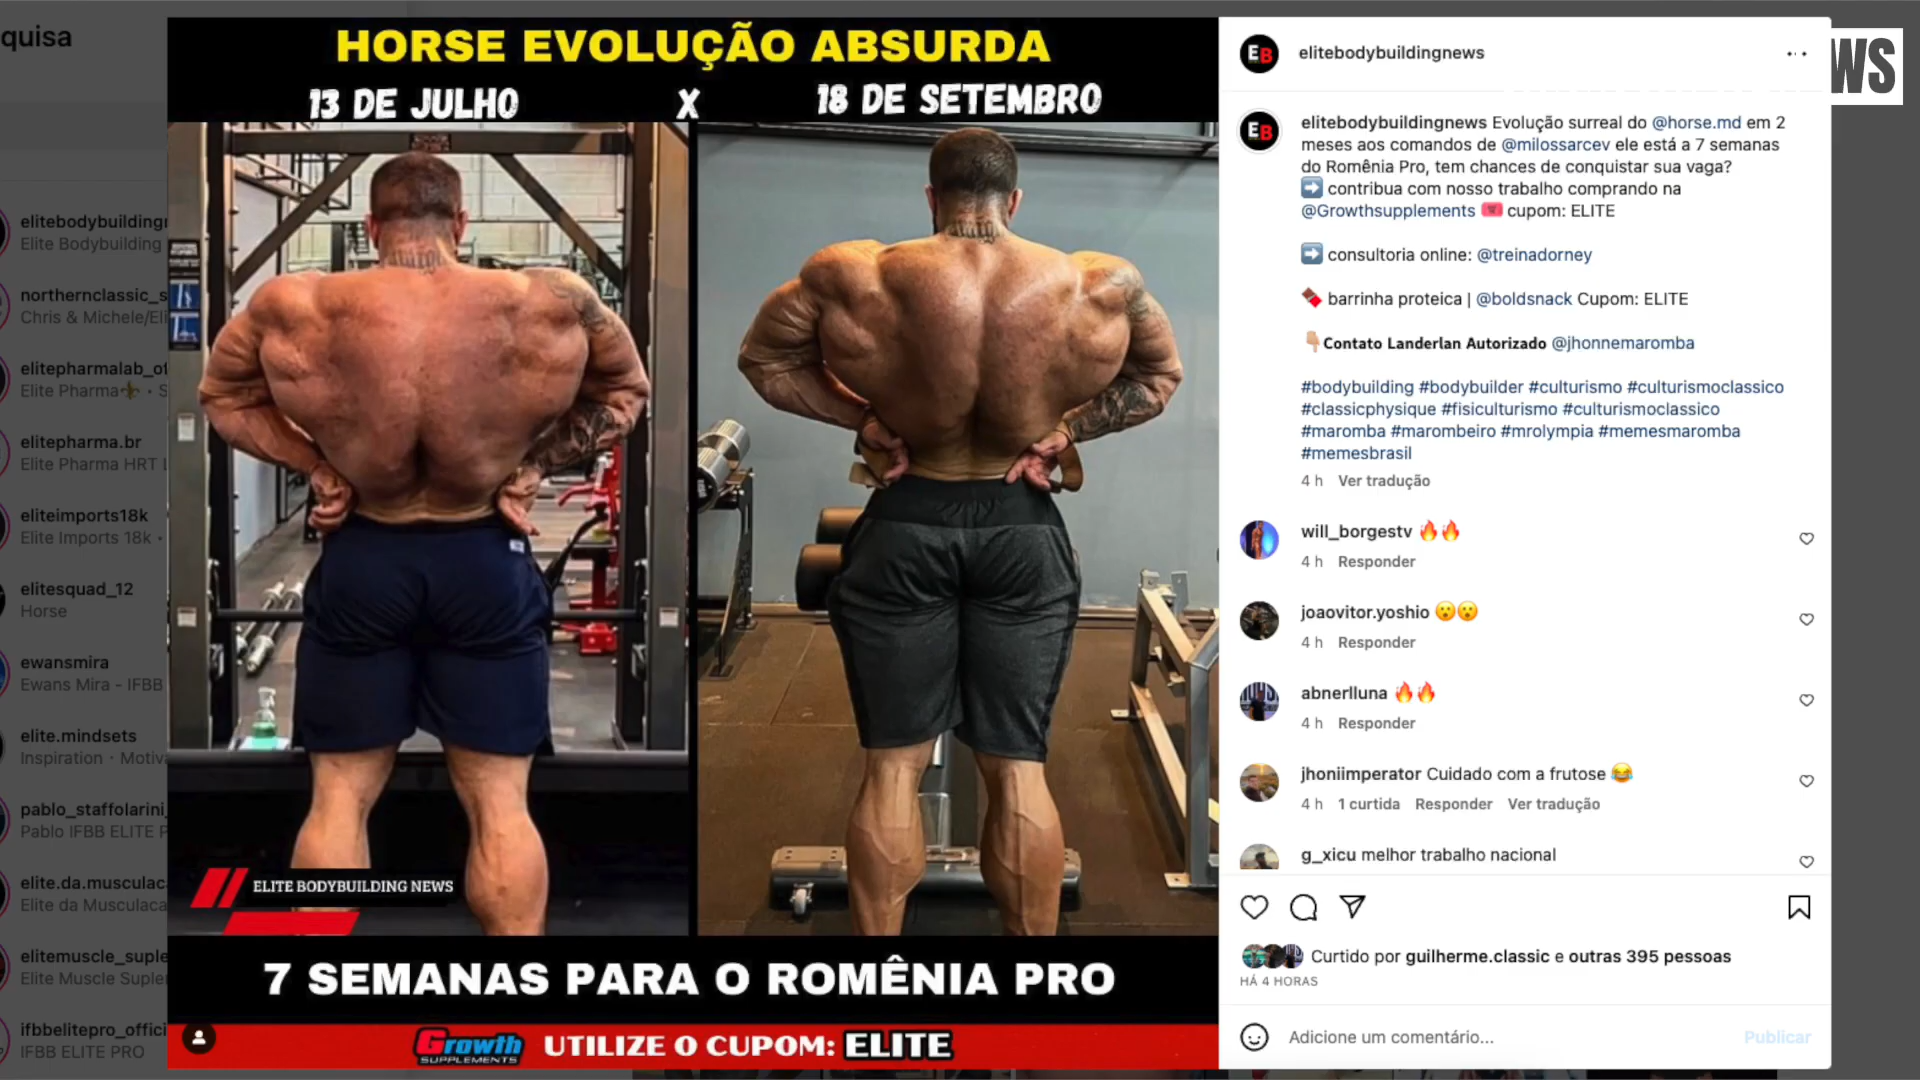 quisa
elitebodybuildingr
Elite Bodybuilding
northernclassic_s
Chris & Michele/Eli
elitepharmalab_of
Elite Pharma⚜️ · S
elitepharma.br
Elite Pharma HRT L
eliteimports18k
Elite Imports 18k •
elitesquad_12
Horse
ewansmira
Ewans Mira - IFBB
elite.mindsets
Inspiration · Motiva
pablo_staffolarini_
Pablo IFBB ELITE P
elite.da.musculaca
Elite da Musculaca
elitemuscle_suple
Elite Muscle Suplem
ifbbelitepro_offici
IFBB ELITE PRO
HORSE EVOLUÇÃO ABSURDA
13 DE JULHO X 18 DE SETEMBRO
ELITE BODYBUILDING NEWS
7 SEMANAS PARA O ROMÊNIA PRO
Growth SUPPLEMENTS UTILIZE O CUPOM: ELITE
WS
EB elitebodybuildingnews
EB elitebodybuildingnews Evolução surreal do @horse.md em 2
meses aos comandos de @milossarcev ele está a 7 semanas
do Romênia Pro, tem chances de conquistar sua vaga?
➡️ contribua com nosso trabalho comprando na
@Growthsupplements 🎟️ cupom: ELITE
➡️ consultoria online: @treinadorney
🍫 barrinha proteica | @boldsnack Cupom: ELITE
👇🏼Contato Landerlan Autorizado @jhonnemaromba
#bodybuilding #bodybuilder #culturismo #culturismoclassico
#classicphysique #fisiculturismo #culturismoclassico
#maromba #marombeiro #mrolympia #memesmaromba
#memesbrasil
4 h Ver tradução
will_borgestv 🔥🔥
4 h Responder
joaovitor.yoshio 😮😮
4 h Responder
abnerlluna 🔥🔥
4 h Responder
jhoniimperator Cuidado com a frutose 😂
4 h 1 curtida Responder Ver tradução
g_xicu melhor trabalho nacional
Curtido por guilherme.classic e outras 395 pessoas
HÁ 4 HORAS
Adicione um comentário... Publicar